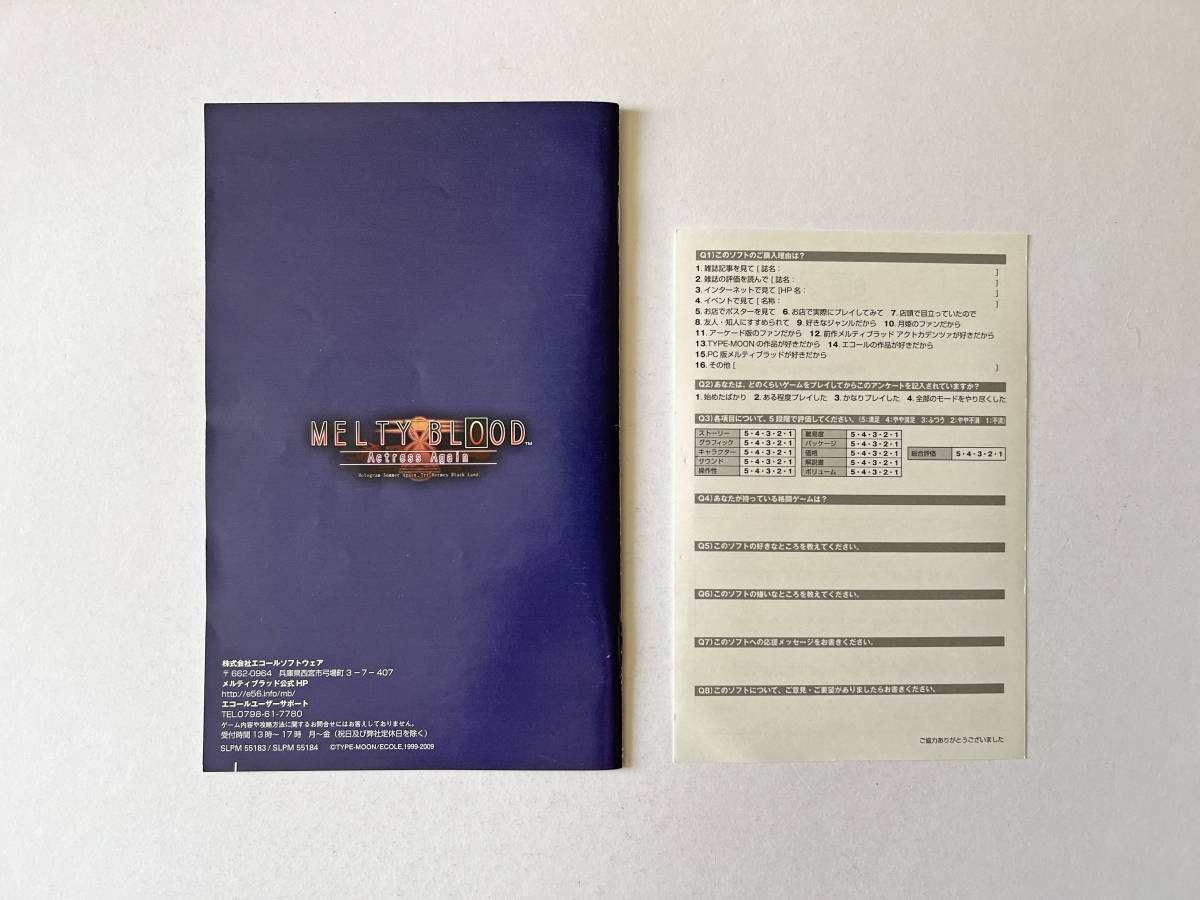 MELTY BLOOD™
Actress Again
株式会社エコールソフトウェア
〒662-0964 兵庫県西宮市弓場町3-7-407
メルティブラッド公式HP
http://e56.info/mb/
エコールユーザーサポート
TEL.0798-61-7780
ゲーム内容や攻略方法に関するお問合せにはお答えしておりません。
受付時間 13時〜17時 月〜金（祝日及び弊社定休日を除く）
SLPM 55183 / SLPM 55184 ©TYPE-MOON/ECOLE,1999-2009
Q1)このソフトのご購入理由は?
1. 雑誌記事を見て [ 誌名： ]
2. 雑誌の評価を読んで [ 誌名： ]
3. インターネットで見て [HP 名： ]
4. イベントで見て [ 名称： ]
5. お店でポスターを見て 6. お店で実際にプレイしてみて 7. 店頭で目立っていたので
8. 友人・知人にすすめられて 9. 好きなジャンルだから 10. 月姫のファンだから
11. アーケード版のファンだから 12. 前作メルティブラッド アクトカデンツァが好きだから
13. TYPE-MOON の作品が好きだから 14. エコールの作品が好きだから
15. PC 版メルティブラッドが好きだから
16. その他 [ ]
Q2)あなたは、どのくらいゲームをプレイしてからこのアンケートを記入されていますか?
1. 始めたばかり 2. ある程度プレイした 3. かなりプレイした 4. 全部のモードをやり尽くした
Q3)各項目について、5 段階で評価してください。(5:満足 4:やや満足 3:ふつう 2:やや不満 1:不満)
ストーリー 5・4・3・2・1 難易度 5・4・3・2・1
グラフィック 5・4・3・2・1 パッケージ 5・4・3・2・1
キャラクター 5・4・3・2・1 価格 5・4・3・2・1 総合評価 5・4・3・2・1
サウンド 5・4・3・2・1 解説書 5・4・3・2・1
操作性 5・4・3・2・1 ボリューム 5・4・3・2・1
Q4)あなたが持っている格闘ゲームは?
Q5)このソフトの好きなところを教えてください。
Q6)このソフトの嫌いなところを教えてください。
Q7)このソフトへの応援メッセージをお書きください。
Q8)このソフトについて、ご意見・ご要望がありましたらお書きください。
ご協力ありがとうございました